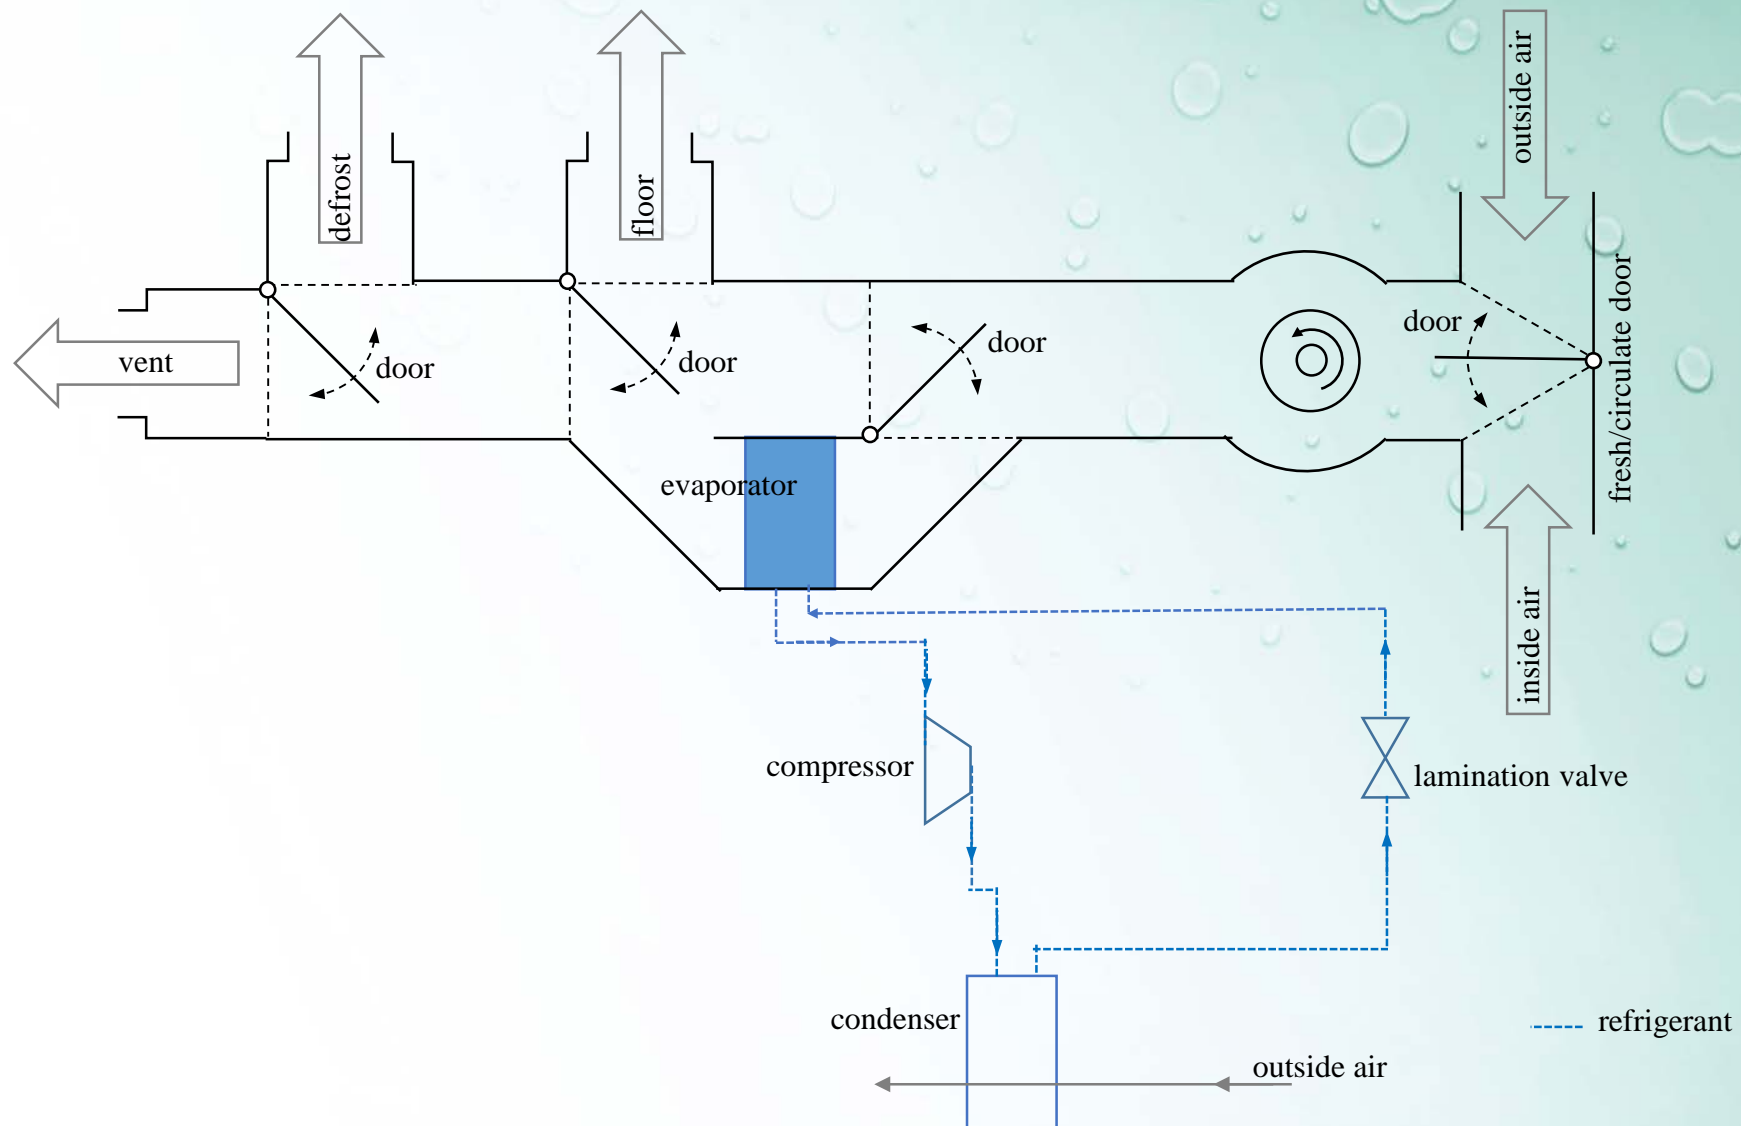 outside air
defrost
floor
fresh/circulate door
door
door
door
vent
door
door
evaporator
inside air
compressor
lamination valve
condenser
refrigerant
outside air